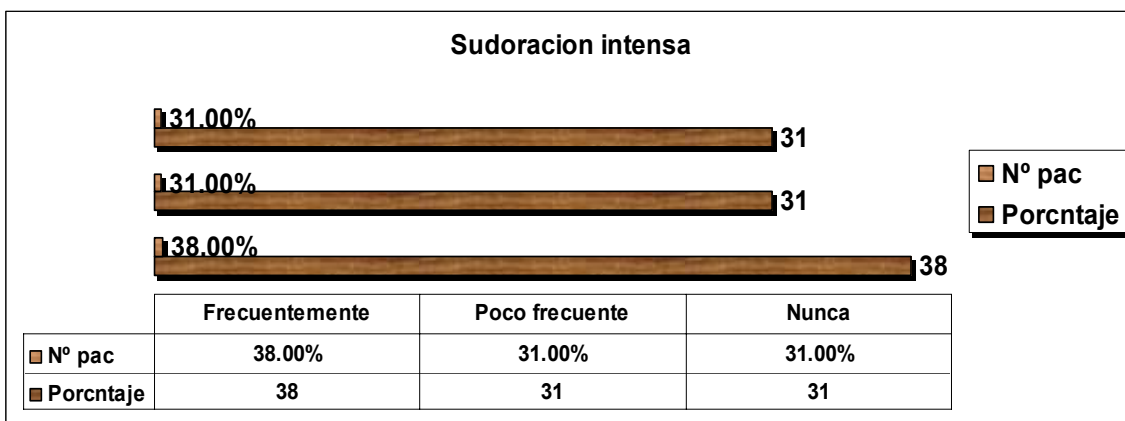 Sudoracion intensa
31.00%
31
31.00%
31
38.00%
38
Nº pac
Porcntaje
Frecuentemente Poco frecuente Nunca
Nº pac 38.00% 31.00% 31.00%
Porcntaje 38 31 31